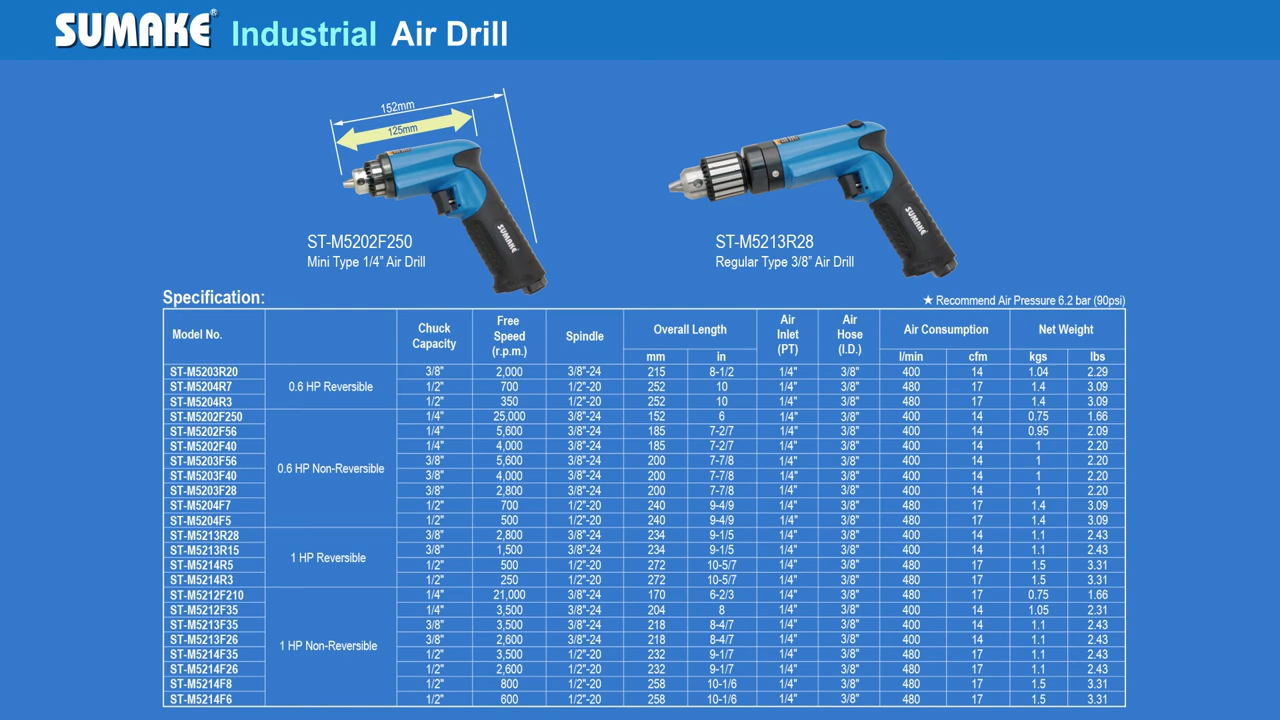 SUMAKE® Industrial Air Drill
152mm
125mm
SUMAKE
SUMAKE
ST-M5202F250
Mini Type 1/4" Air Drill
ST-M5213R28
Regular Type 3/8" Air Drill
Specification:
★ Recommend Air Pressure 6.2 bar (90psi)
Model No. Chuck Capacity Free Speed (r.p.m.) Spindle Overall Length Air Inlet (PT) Air Hose (I.D.) Air Consumption Net Weight
mm in l/min cfm kgs lbs
ST-M5203R20 3/8" 2,000 3/8"-24 215 8-1/2 1/4" 3/8" 400 14 1.04 2.29
ST-M5204R7 0.6 HP Reversible 1/2" 700 1/2"-20 252 10 1/4" 3/8" 480 17 1.4 3.09
ST-M5204R3 1/2" 350 1/2"-20 252 10 1/4" 3/8" 480 17 1.4 3.09
ST-M5202F250 1/4" 25,000 3/8"-24 152 6 1/4" 3/8" 400 14 0.75 1.66
ST-M5202F56 1/4" 5,600 3/8"-24 185 7-2/7 1/4" 3/8" 400 14 0.95 2.09
ST-M5202F40 1/4" 4,000 3/8"-24 185 7-2/7 1/4" 3/8" 400 14 1 2.20
ST-M5203F56 3/8" 5,600 3/8"-24 200 7-7/8 1/4" 3/8" 400 14 1 2.20
0.6 HP Non-Reversible
ST-M5203F40 3/8" 4,000 3/8"-24 200 7-7/8 1/4" 3/8" 400 14 1 2.20
ST-M5203F28 3/8" 2,800 3/8"-24 200 7-7/8 1/4" 3/8" 400 14 1 2.20
ST-M5204F7 1/2" 700 1/2"-20 240 9-4/9 1/4" 3/8" 480 17 1.4 3.09
ST-M5204F5 1/2" 500 1/2"-20 240 9-4/9 1/4" 3/8" 480 17 1.4 3.09
ST-M5213R28 3/8" 2,800 3/8"-24 234 9-1/5 1/4" 3/8" 400 14 1.1 2.43
ST-M5213R15 3/8" 1,500 3/8"-24 234 9-1/5 1/4" 3/8" 400 14 1.1 2.43
1 HP Reversible
ST-M5214R5 1/2" 500 1/2"-20 272 10-5/7 1/4" 3/8" 480 17 1.5 3.31
ST-M5214R3 1/2" 250 1/2"-20 272 10-5/7 1/4" 3/8" 480 17 1.5 3.31
ST-M5212F210 1/4" 21,000 3/8"-24 170 6-2/3 1/4" 3/8" 480 17 0.75 1.66
ST-M5212F35 1/4" 3,500 3/8"-24 204 8 1/4" 3/8" 400 14 1.05 2.31
ST-M5213F35 3/8" 3,500 3/8"-24 218 8-4/7 1/4" 3/8" 400 14 1.1 2.43
ST-M5213F26 3/8" 2,600 3/8"-24 218 8-4/7 1/4" 3/8" 400 14 1.1 2.43
1 HP Non-Reversible
ST-M5214F35 1/2" 3,500 1/2"-20 232 9-1/7 1/4" 3/8" 480 17 1.1 2.43
ST-M5214F26 1/2" 2,600 1/2"-20 232 9-1/7 1/4" 3/8" 480 17 1.1 2.43
ST-M5214F8 1/2" 800 1/2"-20 258 10-1/6 1/4" 3/8" 480 17 1.5 3.31
ST-M5214F6 1/2" 600 1/2"-20 258 10-1/6 1/4" 3/8" 480 17 1.5 3.31